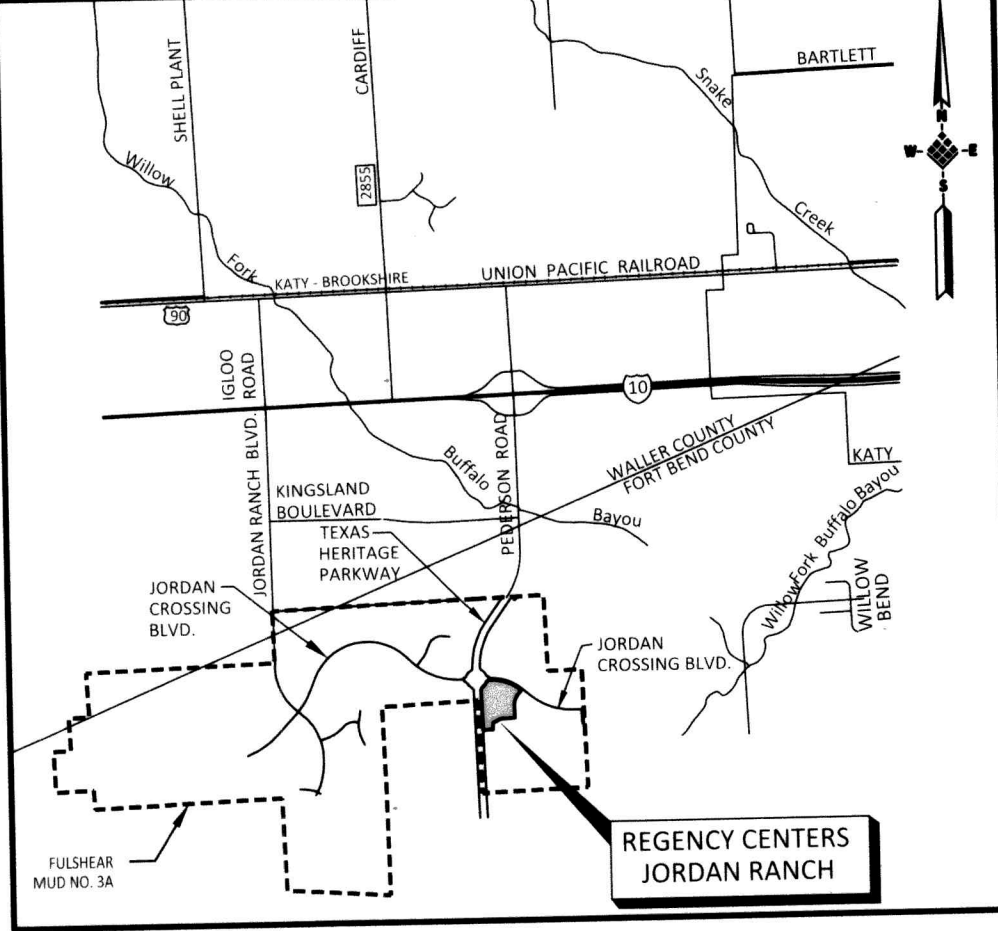 SHELL PLANT
CARDIFF
BARTLETT
Snake
Creek
N
W
E
S
Willow
Fork
2855
KATY - BROOKSHIRE
UNION PACIFIC RAILROAD
90
IGLOO
ROAD
10
JORDAN RANCH BLVD.
PEDERSON ROAD
WALLER COUNTY
FORT BEND COUNTY
KATY
Buffalo
Bayou
KINGSLAND
BOULEVARD
TEXAS
HERITAGE
PARKWAY
Willow Fork Buffalo Bayou
WILLOW
BEND
JORDAN
CROSSING
BLVD.
JORDAN
CROSSING BLVD.
FULSHEAR
MUD NO. 3A
REGENCY CENTERS
JORDAN RANCH